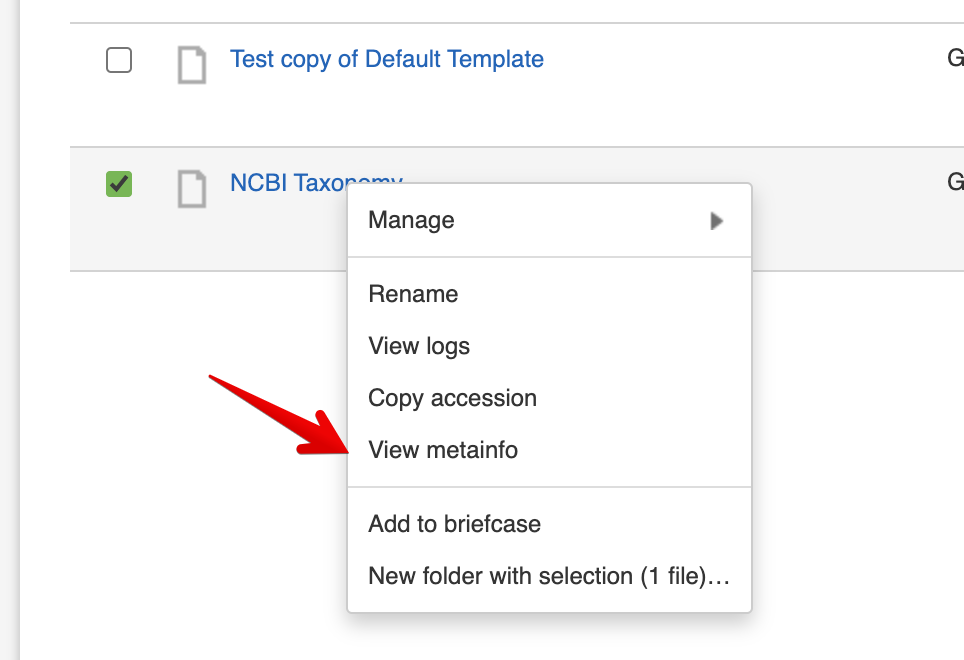 Test copy of Default Template
G
NCBI Taxonomy
G
Manage
Rename
View logs
Copy accession
View metainfo
Add to briefcase
New folder with selection (1 file)…